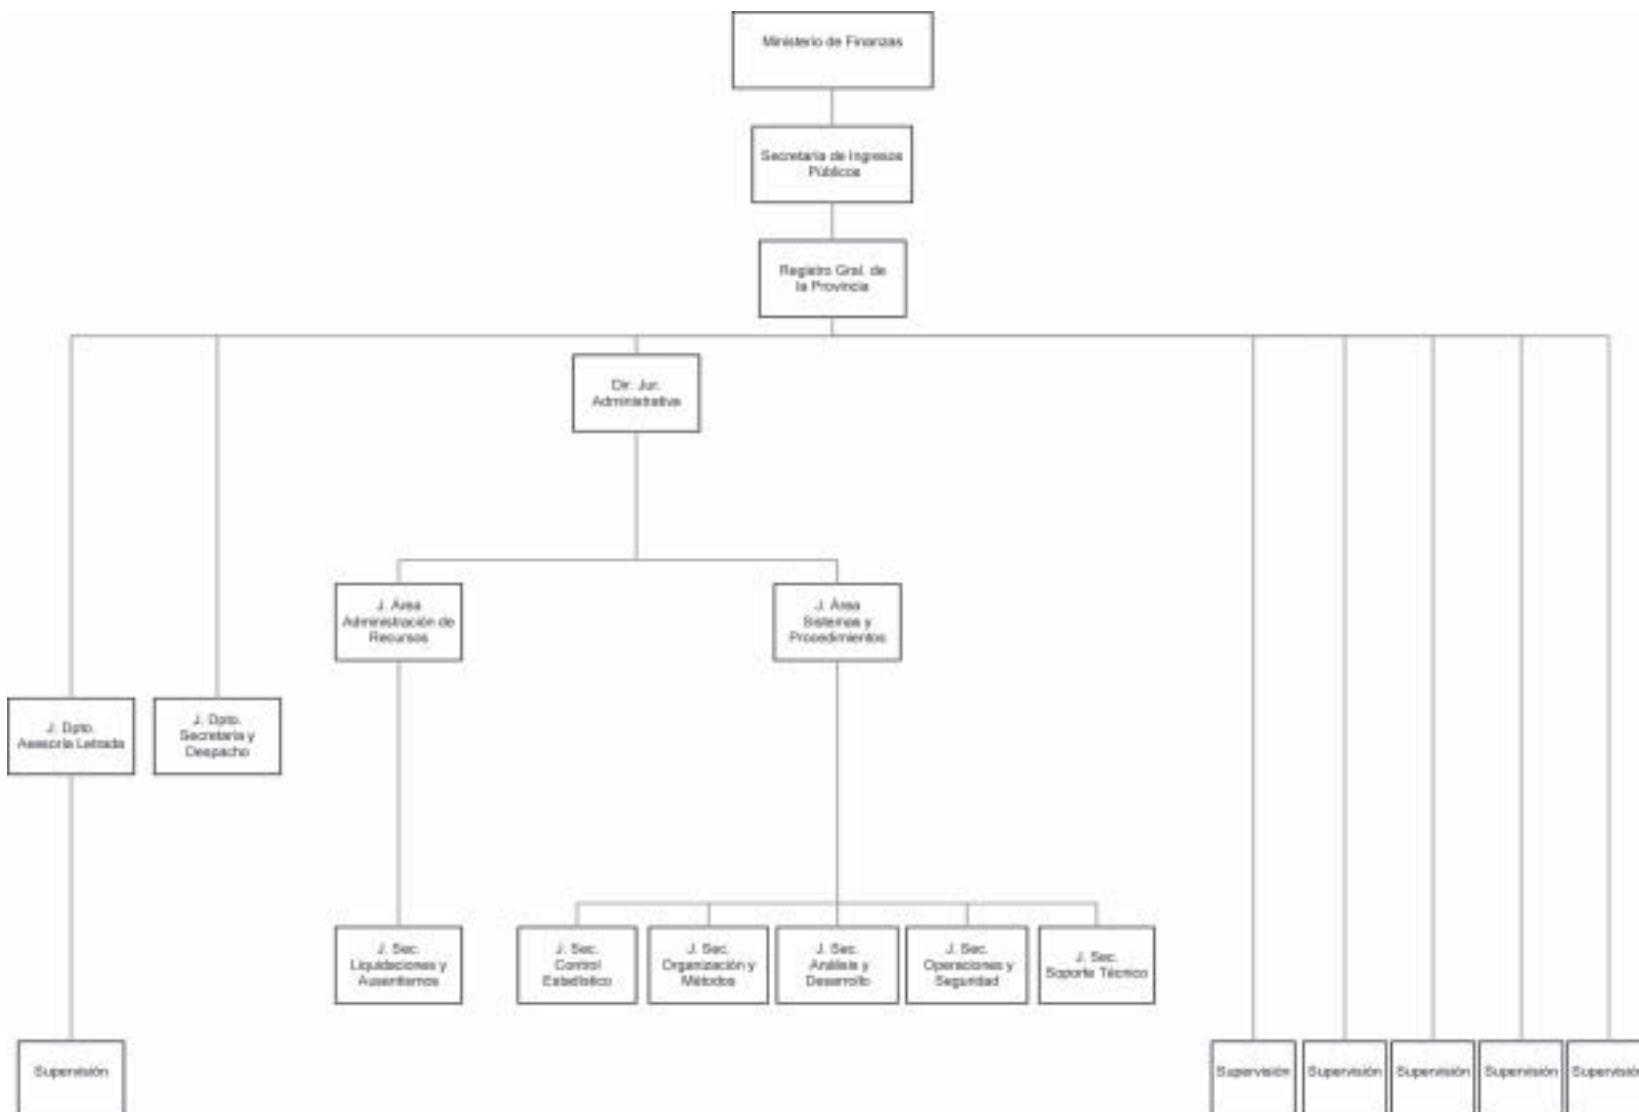 Ministerio de Finanzas
Secretaría de Ingresos
Públicos
Registro Gral. de
la Provincia
Dir. Jur.
Administrativa
J. Área
Administración de
Recursos
J. Área
Sistemas y
Procedimientos
J. Dpto.
Asesoría Letrada
J. Dpto.
Secretaría y
Despacho
J. Sec.
Liquidaciones y
Ausentismos
J. Sec.
Control
Estadístico
J. Sec.
Organización y
Métodos
J. Sec.
Análisis y
Desarrollo
J. Sec.
Operaciones y
Seguridad
J. Sec.
Soporte Técnico
Supervisión
Supervisión
Supervisión
Supervisión
Supervisión
Supervisión